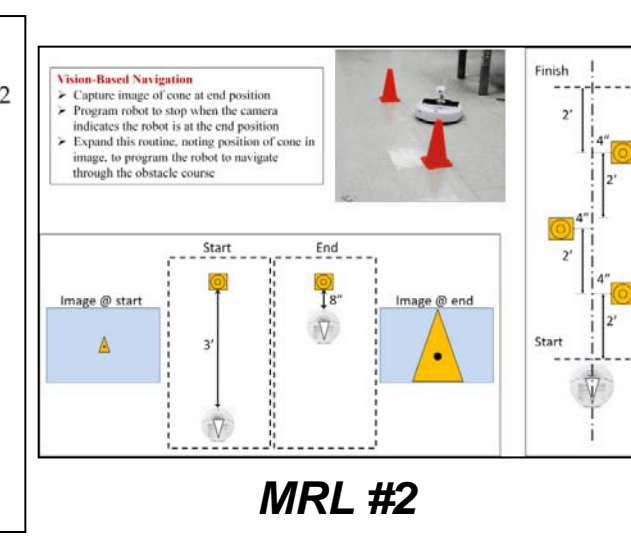 2
Vision-Based Navigation
➢ Capture image of cone at end position
➢ Program robot to stop when the camera
indicates the robot is at the end position
➢ Expand this routine, noting position of cone in
image, to program the robot to navigate
through the obstacle course
Start
End
Image @ start
3’
8”
Image @ end
Finish
2’
4”
2’
4”
2’
4”
2’
Start
MRL #2